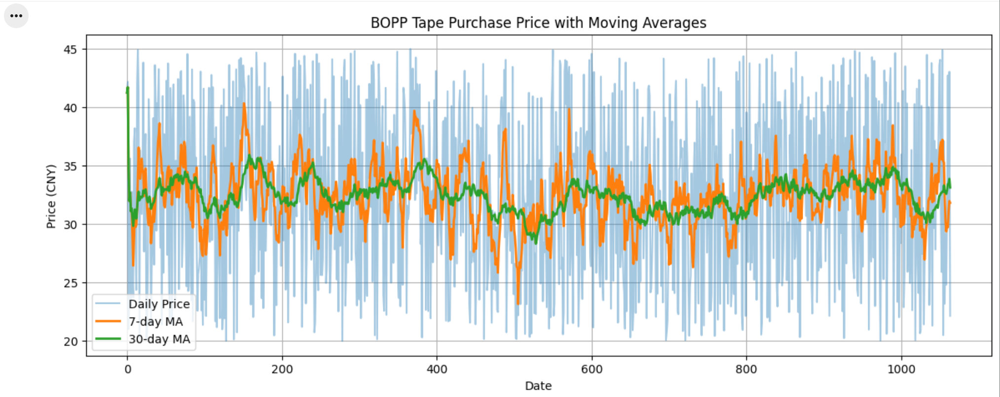 BOPP Tape Purchase Price with Moving Averages
45
40
35
30
25
20
Price (CNY)
Daily Price
7-day MA
30-day MA
0
200
400
600
800
1000
Date